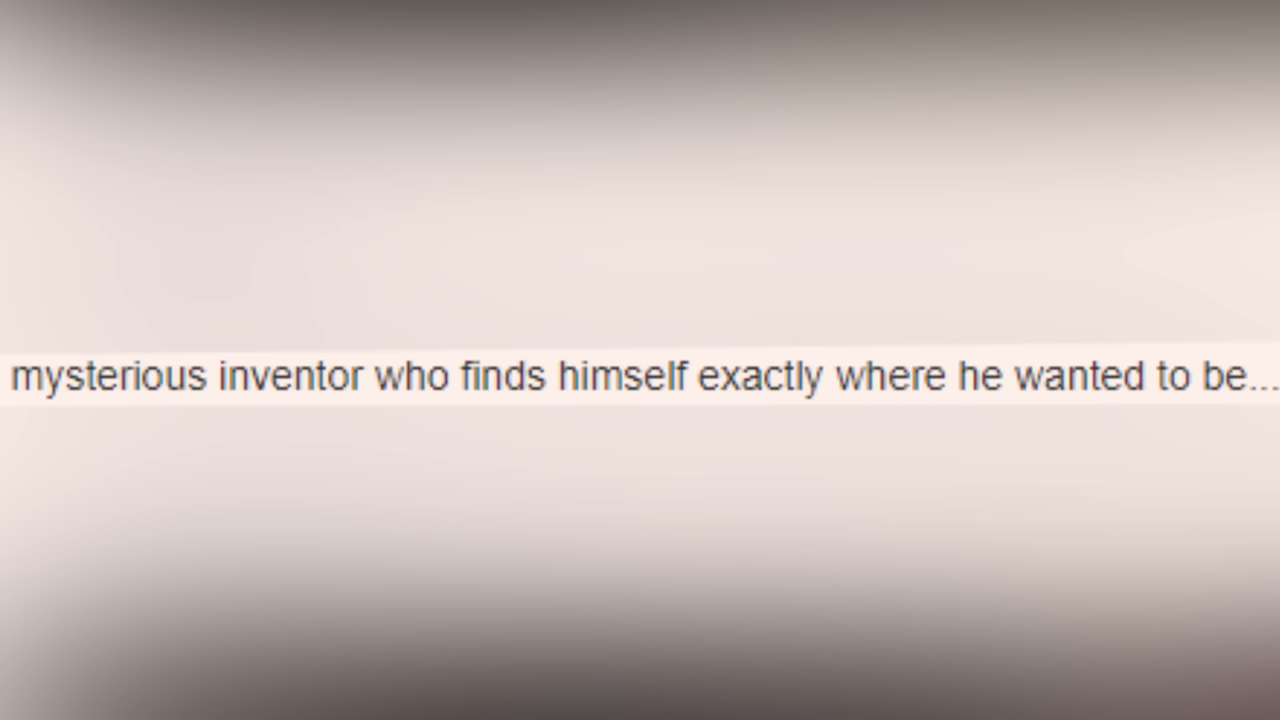 mysterious inventor who finds himself exactly where he wanted to be...